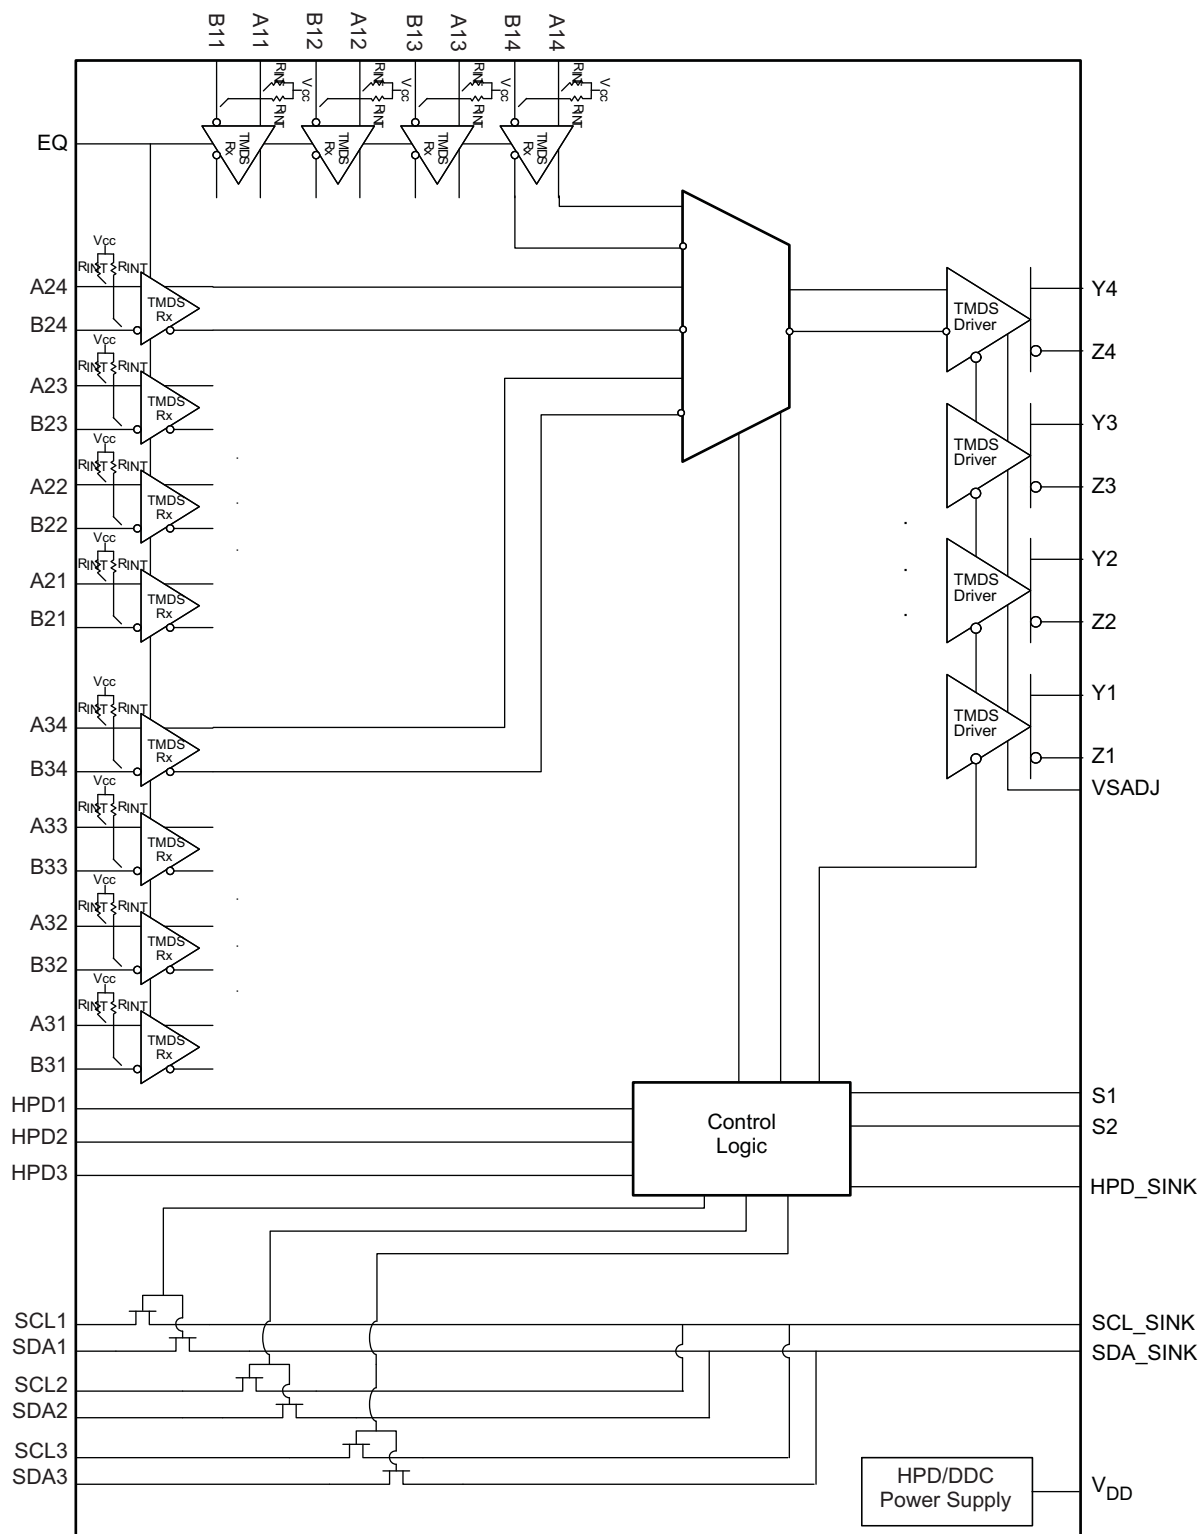 B11 A11 B12 A12 B13 A13 B14 A14
RINT VCC RINT VCC RINT VCC RINT VCC
RINT RINT RINT RINT
EQ
TMDS Rx TMDS Rx TMDS Rx TMDS Rx
Vcc
RINT RINT
A24
TMDS
Rx
B24
Vcc
RINT RINT
A23
TMDS
Rx
B23
Vcc
RINT RINT
A22
TMDS
Rx
B22
Vcc
RINT RINT
A21
TMDS
Rx
B21
Vcc
RINT RINT
A34
TMDS
Rx
B34
Vcc
RINT RINT
A33
TMDS
Rx
B33
Vcc
RINT RINT
A32
TMDS
Rx
B32
Vcc
RINT RINT
A31
TMDS
Rx
B31
TMDS
Driver
Y4
Z4
TMDS
Driver
Y3
Z3
TMDS
Driver
Y2
Z2
TMDS
Driver
Y1
Z1
VSADJ
HPD1
HPD2
HPD3
Control
Logic
S1
S2
HPD_SINK
SCL1
SDA1
SCL2
SDA2
SCL3
SDA3
SCL_SINK
SDA_SINK
HPD/DDC
Power Supply
VDD